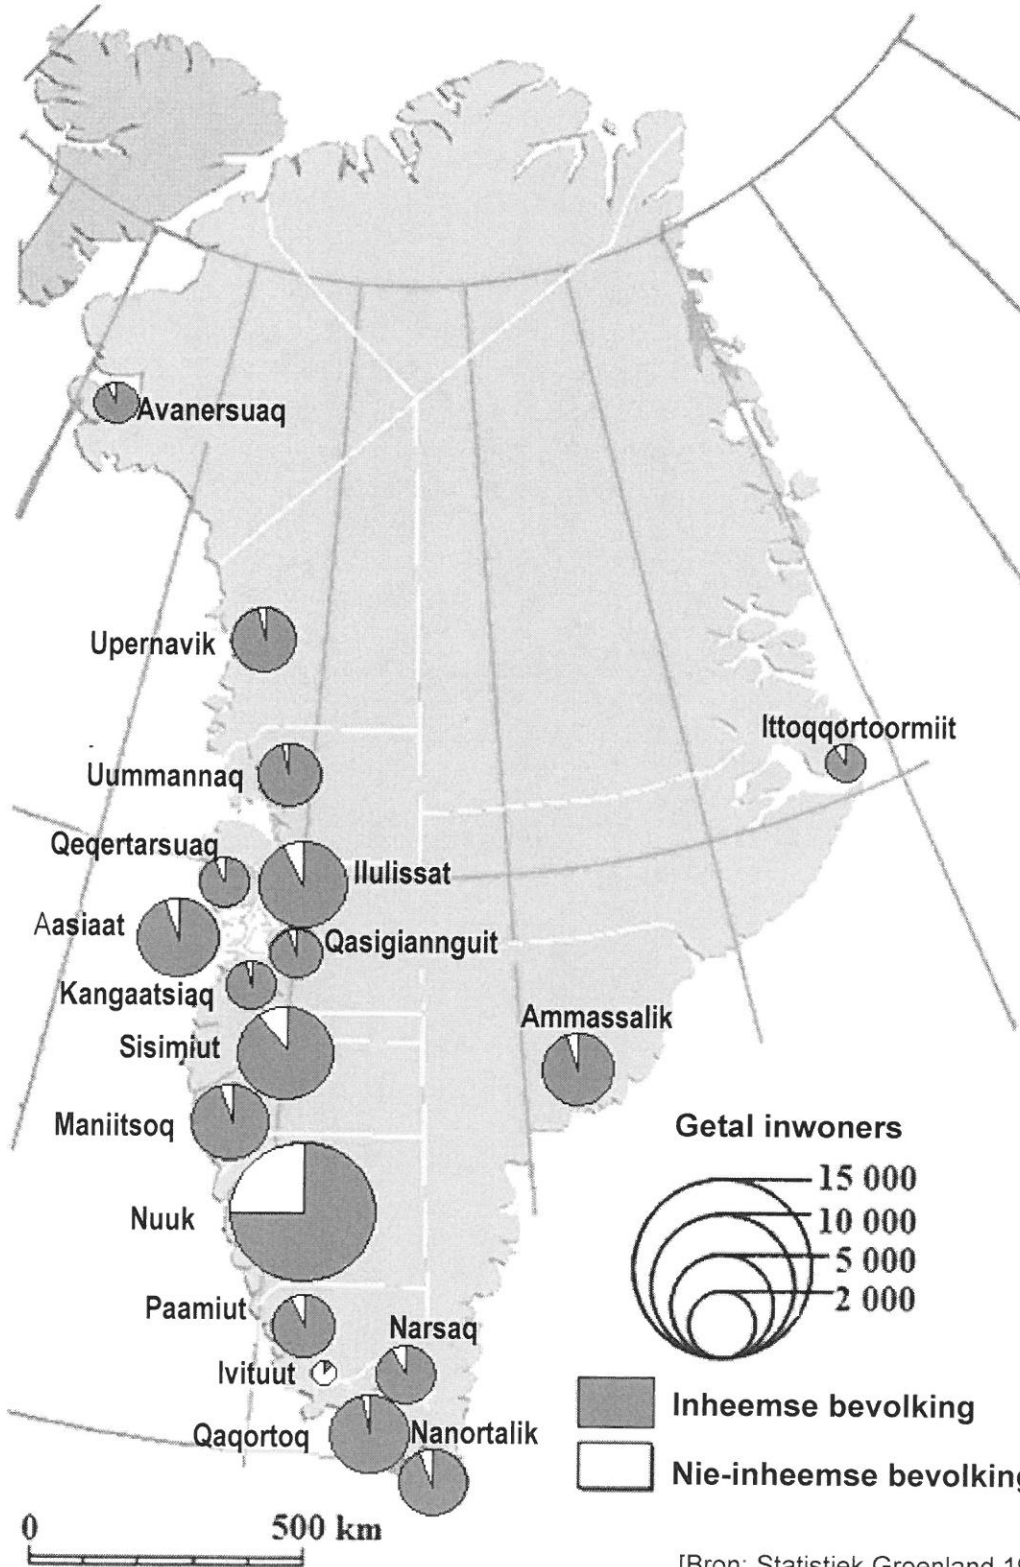 Avanersuaq
Upernavik
Ittoqqortoormiit
Uummannaq
Qeqertarsuaq
Ilulissat
Aasiaat
Qasigiannguit
Kangaatsiaq
Ammassalik
Sisimiut
Maniitsoq
Getal inwoners
15 000
10 000
5 000
2 000
Nuuk
Paamiut
Narsaq
Ivituut
Inheemse bevolking
Qaqortoq
Nanortalik
Nie-inheemse bevolking
0 500 km
[Bron: Statistiek Groenland